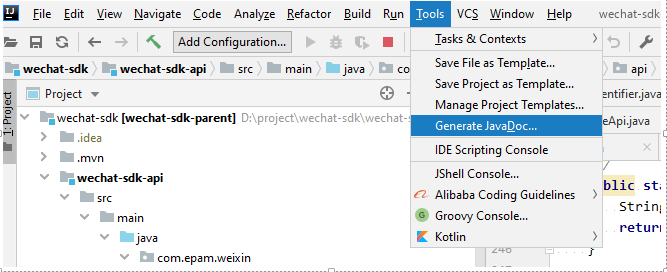 IJ File Edit View Navigate Code Analyze Refactor Build Run Tools VCS Window Help wechat-sdk
Add Configuration...
Tasks & Contexts
wechat-sdk wechat-sdk-api src main java co api
Save File as Template...
Save Project as Template...
1: Project
Project
Manage Project Templates...
entifier.java
wechat-sdk [wechat-sdk-parent] D:\project\wechat-sdk\wechat-s
Generate JavaDoc...
eApi.java
.idea
.mvn
IDE Scripting Console
wechat-sdk-api
JShell Console...
/
src
Alibaba Coding Guidelines
blic sta
main
Groovy Console...
String
java
Kotlin
retur
com.epam.weixin
246 }